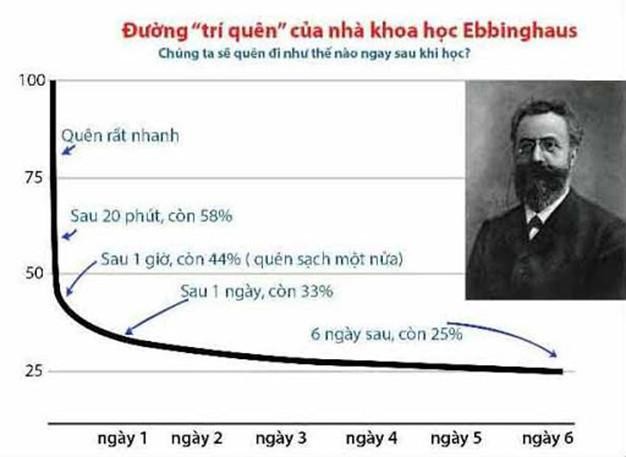 Đường “trí quên” của nhà khoa học Ebbinghaus
Chúng ta sẽ quên đi như thế nào ngay sau khi học?
100
Quên rất nhanh
75
Sau 20 phút, còn 58%
Sau 1 giờ, còn 44% ( quên sạch một nửa)
50
Sau 1 ngày, còn 33%
6 ngày sau, còn 25%
25
ngày 1 ngày 2 ngày 3 ngày 4 ngày 5 ngày 6